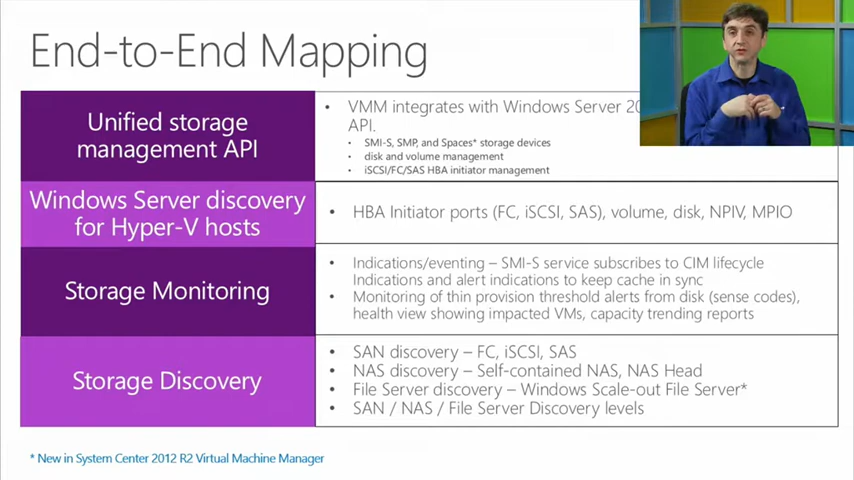 End-to-End Mapping
Unified storage
management API
• VMM integrates with Windows Server 20
API.
• SMI-S, SMP, and Spaces* storage devices
• disk and volume management
• iSCSI/FC/SAS HBA initiator management
Windows Server discovery
for Hyper-V hosts
• HBA Initiator ports (FC, iSCSI, SAS), volume, disk, NPIV, MPIO
Storage Monitoring
• Indications/eventing – SMI-S service subscribes to CIM lifecycle
Indications and alert indications to keep cache in sync
• Monitoring of thin provision threshold alerts from disk (sense codes),
health view showing impacted VMs, capacity trending reports
Storage Discovery
• SAN discovery – FC, iSCSI, SAS
• NAS discovery – Self-contained NAS, NAS Head
• File Server discovery – Windows Scale-out File Server*
• SAN / NAS / File Server Discovery levels
* New in System Center 2012 R2 Virtual Machine Manager